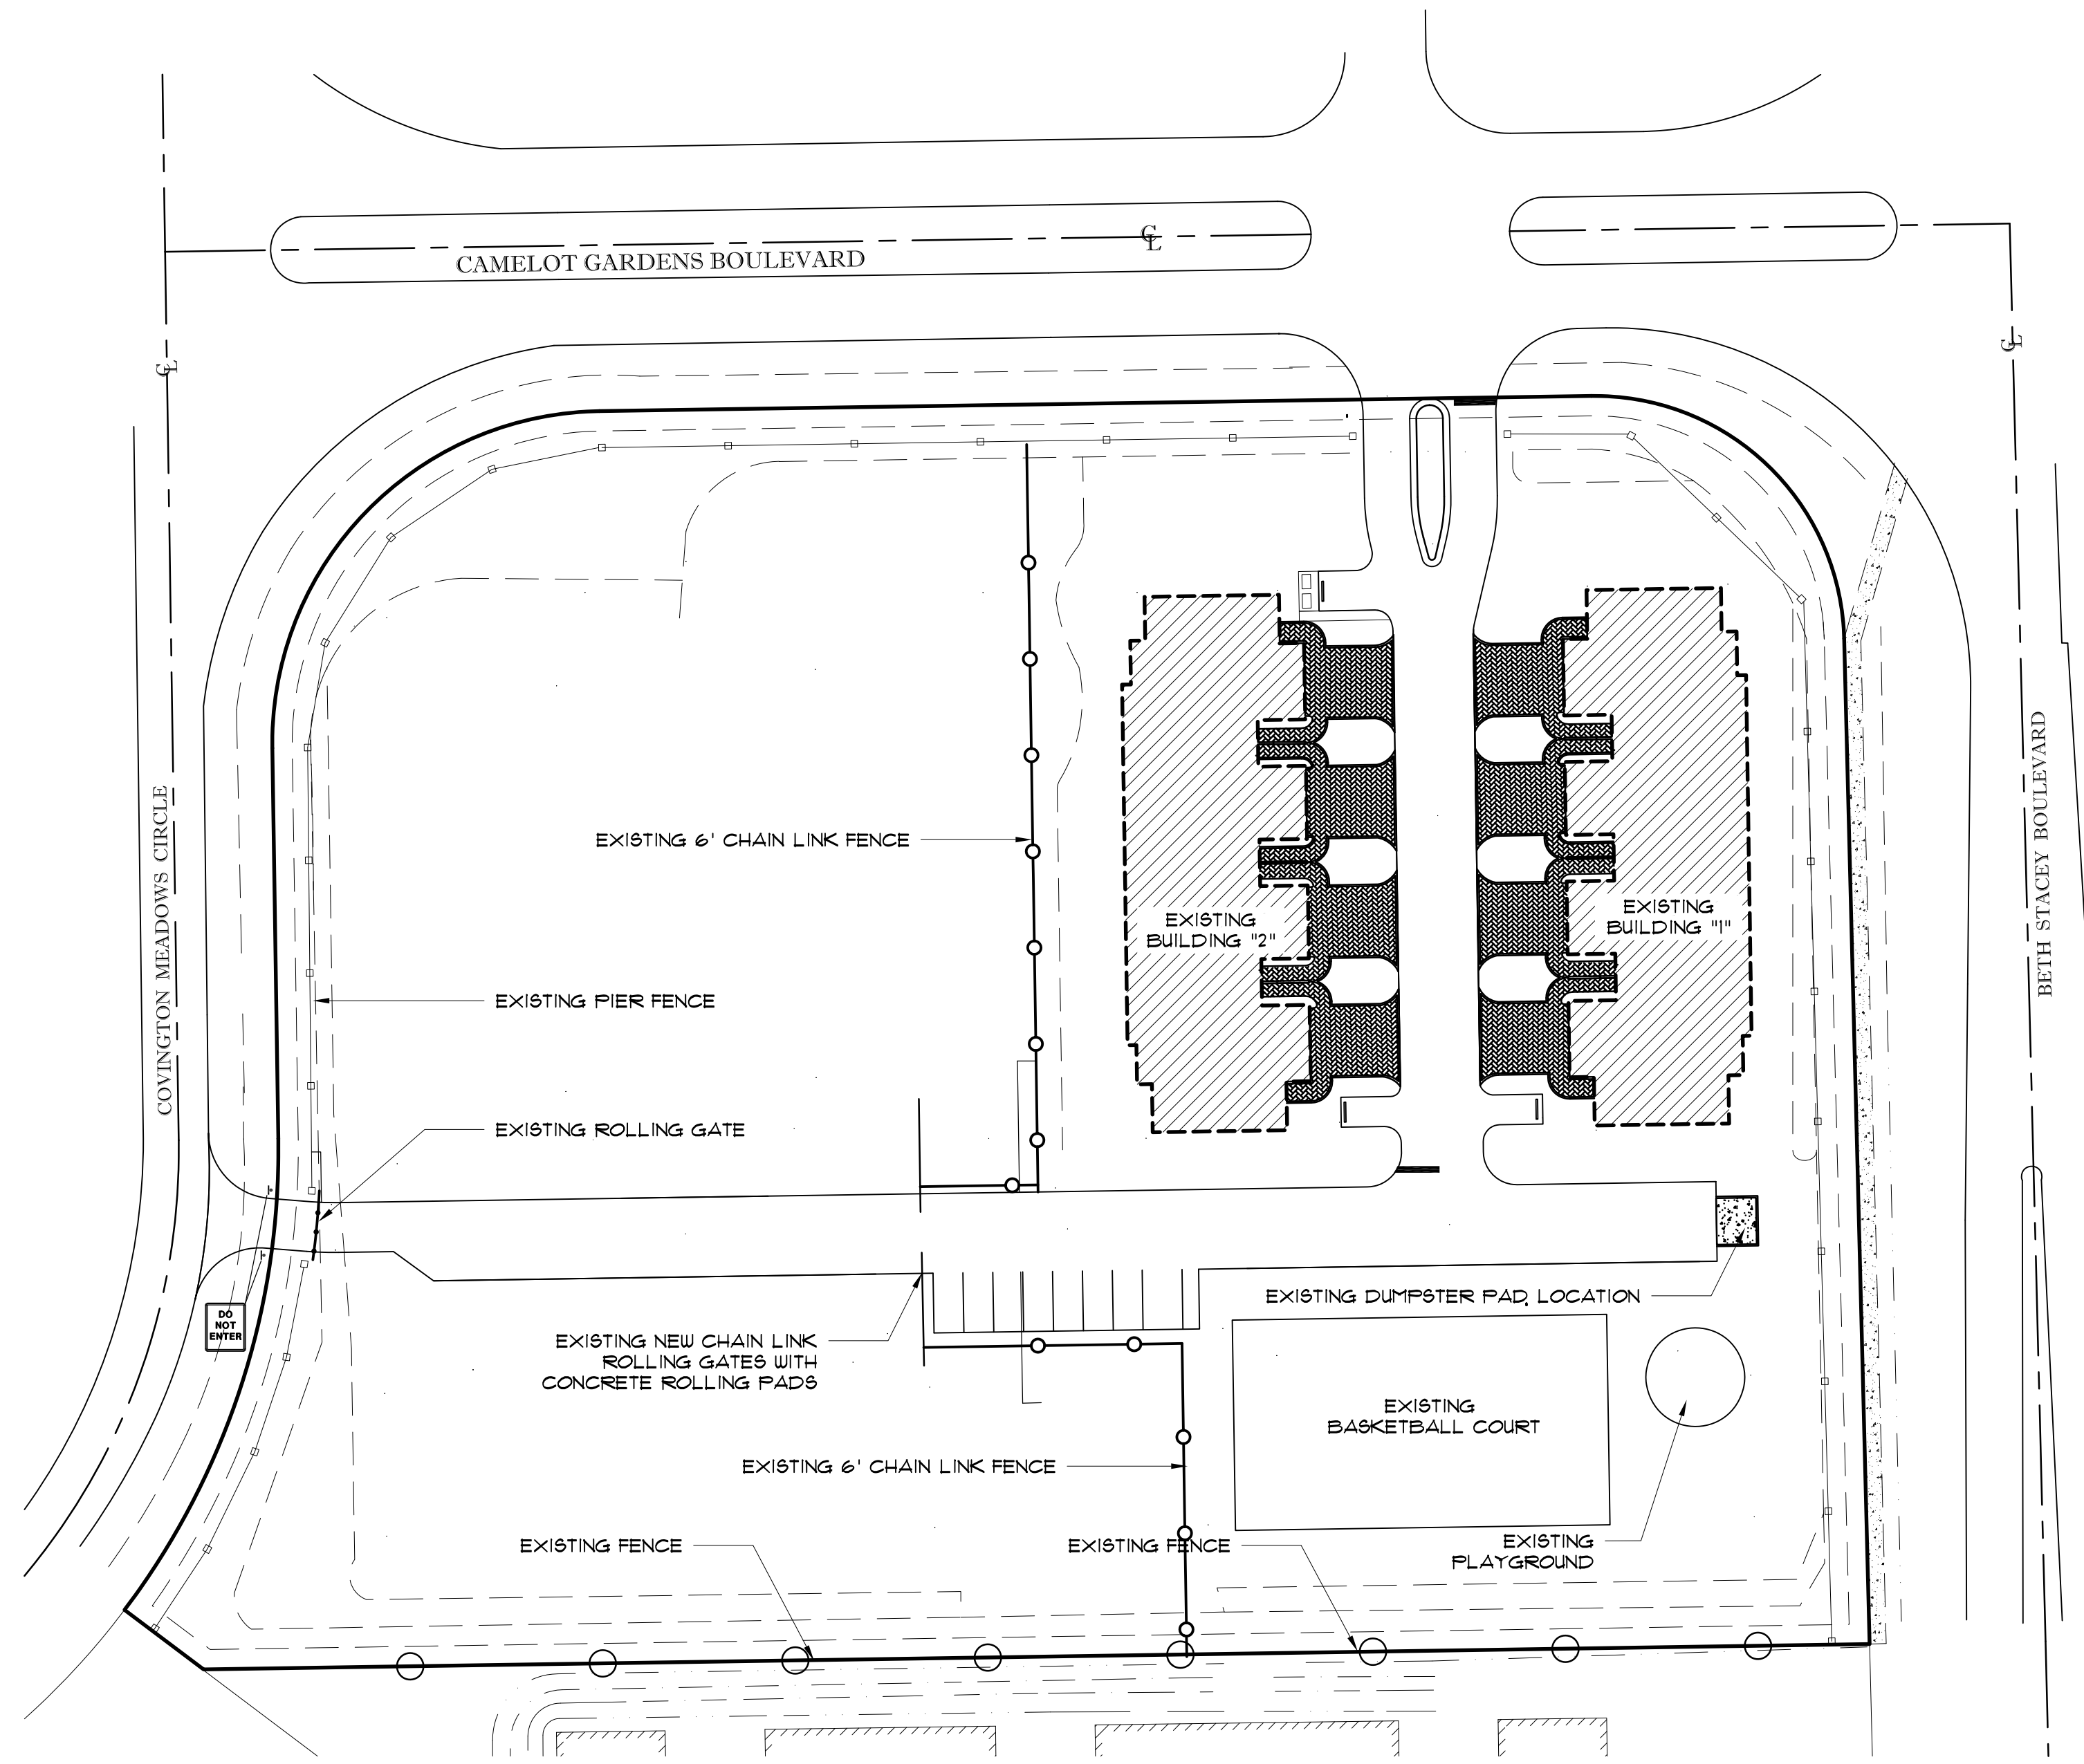 CAMELOT GARDENS BOULEVARD
CL
CL
CL
COVINGTON MEADOWS CIRCLE
BETH STACEY BOULEVARD
EXISTING 6' CHAIN LINK FENCE
EXISTING
BUILDING "2"
EXISTING
BUILDING "1"
EXISTING PIER FENCE
EXISTING ROLLING GATE
DO
NOT
ENTER
EXISTING DUMPSTER PAD, LOCATION
EXISTING NEW CHAIN LINK
ROLLING GATES WITH
CONCRETE ROLLING PADS
EXISTING
BASKETBALL COURT
EXISTING 6' CHAIN LINK FENCE
EXISTING FENCE
EXISTING FENCE
EXISTING
PLAYGROUND